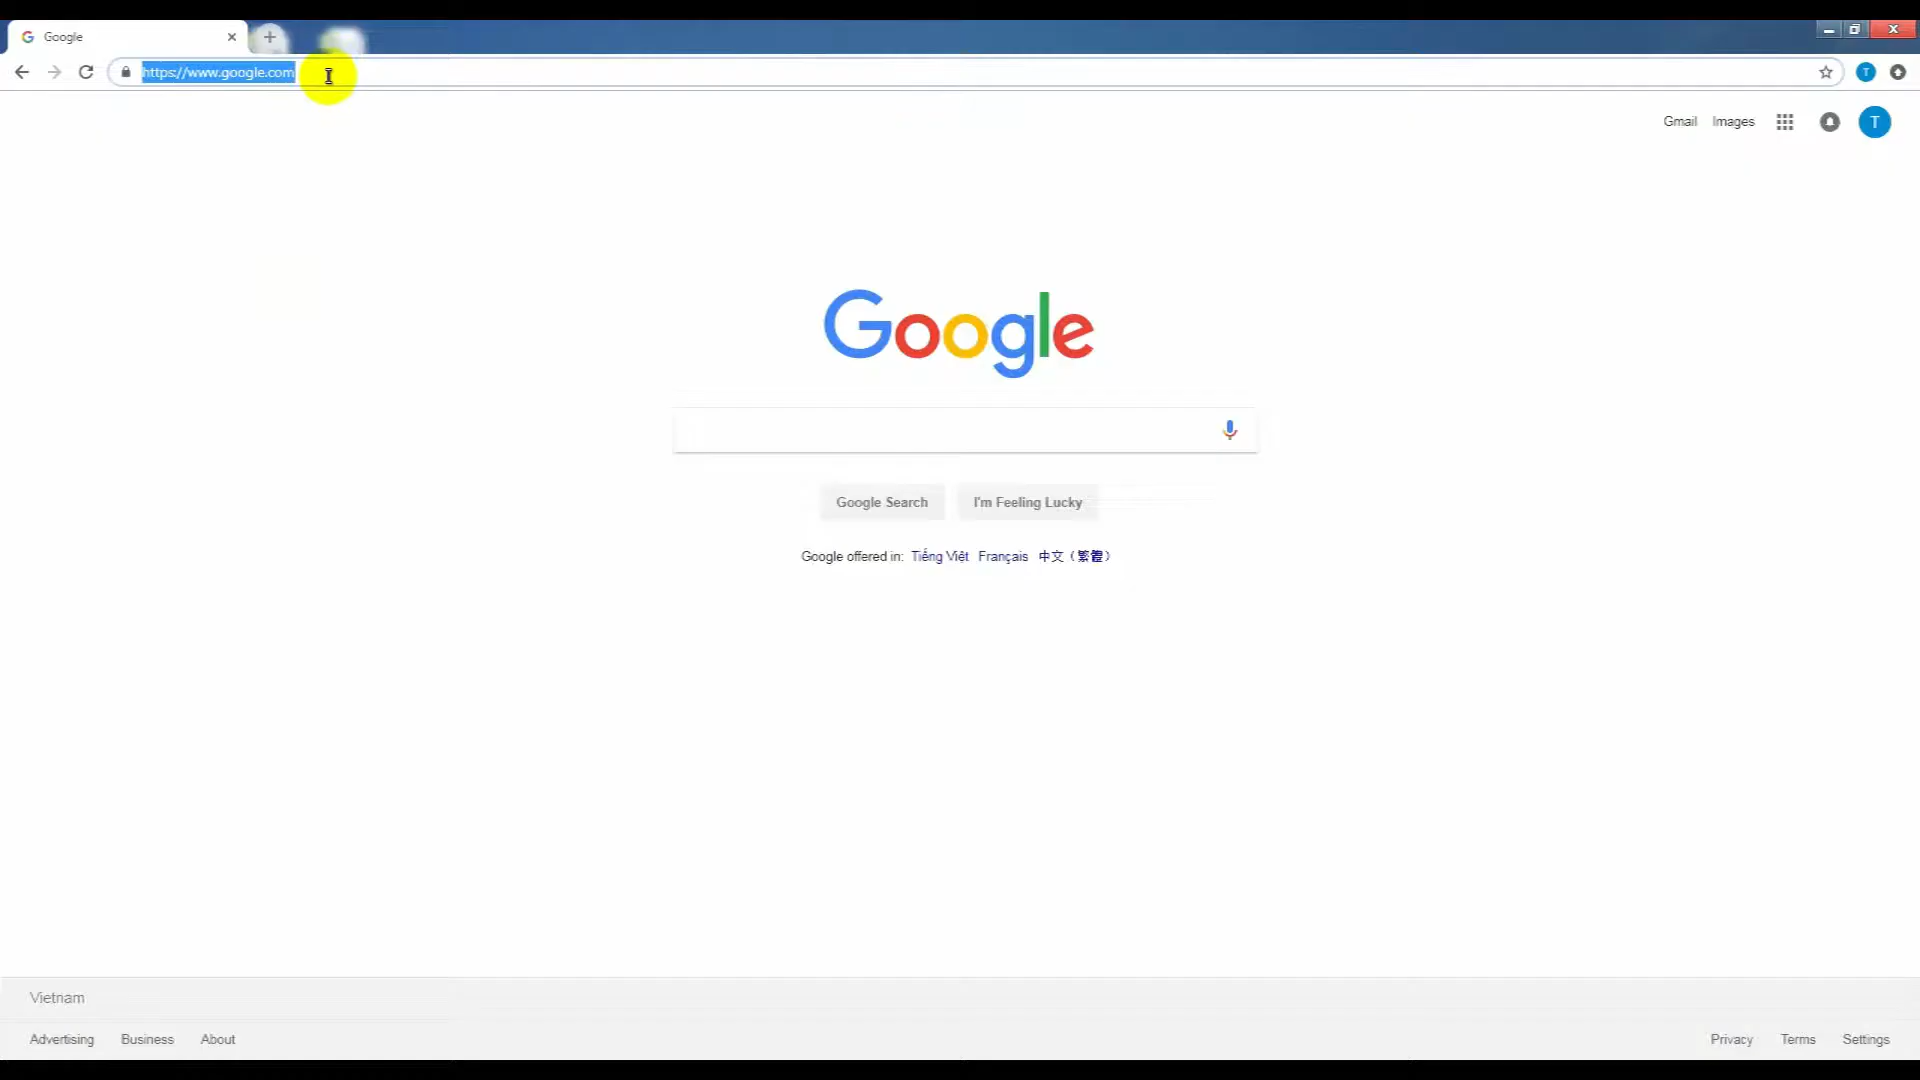 Google
https://www.google.com
T
Gmail Images
T
Google
Google Search I'm Feeling Lucky
Google offered in: Tiếng Việt Français 中文（繁體）
Vietnam
Advertising Business About
Privacy Terms Settings